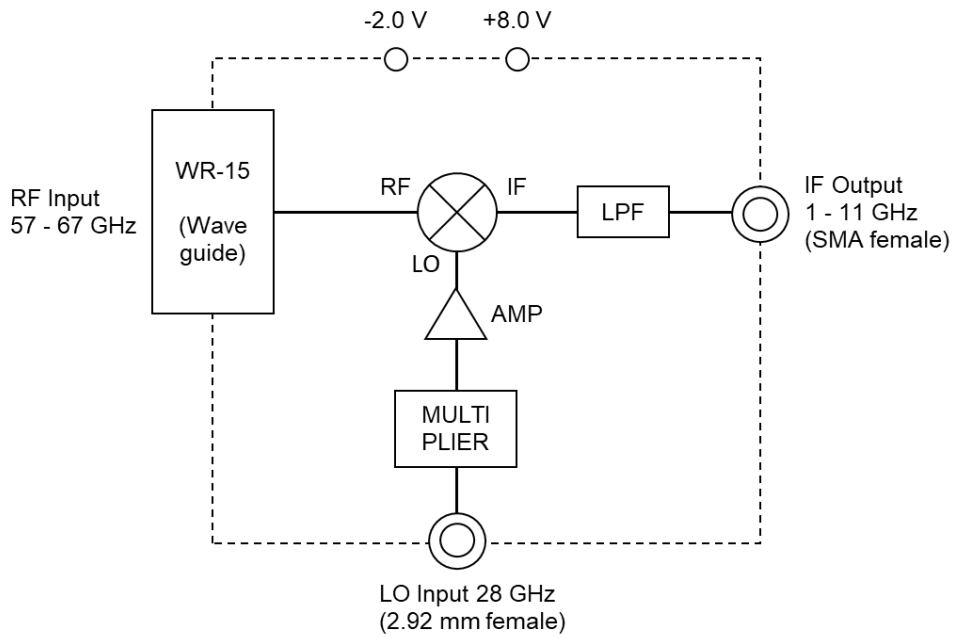 -2.0 V
+8.0 V
WR-15
(Wave
guide)
RF Input
57 - 67 GHz
RF
IF
LO
LPF
IF Output
1 - 11 GHz
(SMA female)
AMP
MULTI
PLIER
LO Input 28 GHz
(2.92 mm female)